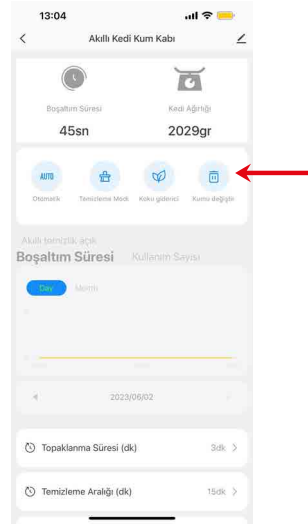 13:04
Akıllı Kedi Kum Kabı
Boşaltım Süresi
Kedi Ağırlığı
45sn
2029gr
AUTO
Otomatik
Temizleme Modi
Koku giderici
Kumu değiştir
Akıllı temizlik açık
Boşaltım Süresi
Kullanım Sayısı
Day
Month
2023/06/02
Topaklanma Süresi (dk)
3dk
Temizleme Aralığı (dk)
15dk